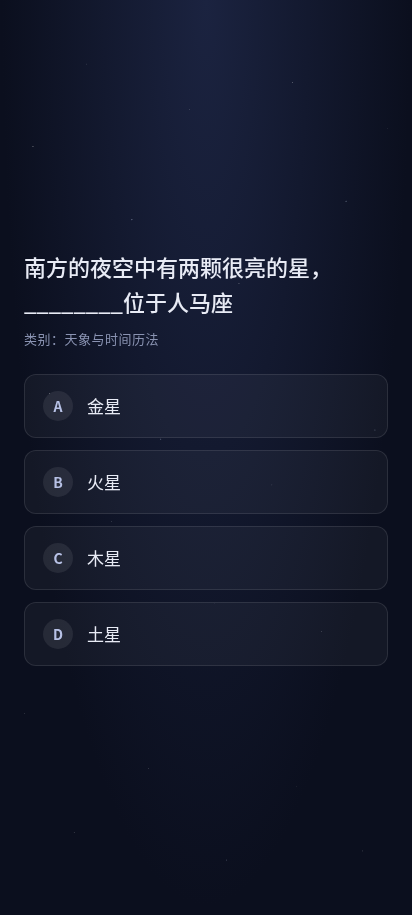 南方的夜空中有两颗很亮的星，
_________位于人马座
类别：天象与时间历法
A 金星
B 火星
C 木星
D 土星